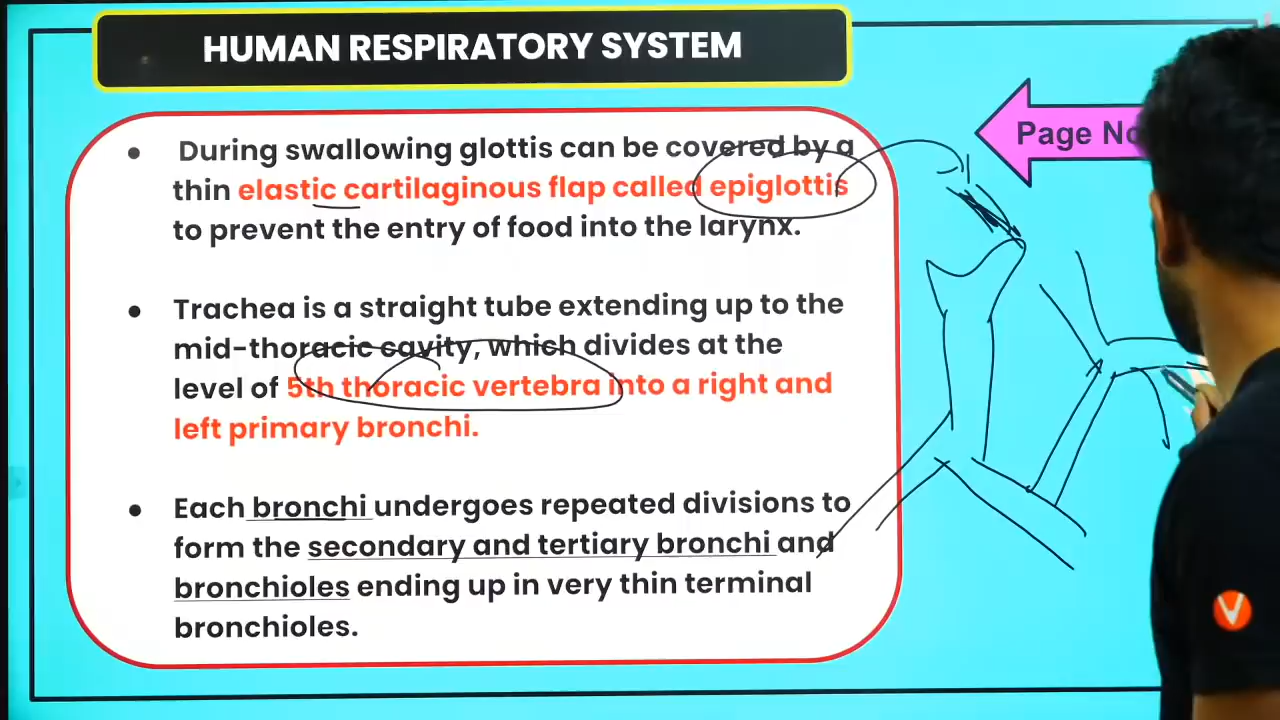 HUMAN RESPIRATORY SYSTEM
Page No
• During swallowing glottis can be covered by a
thin elastic cartilaginous flap called epiglottis
to prevent the entry of food into the larynx.
• Trachea is a straight tube extending up to the
mid-thoracic cavity, which divides at the
level of 5th thoracic vertebra into a right and
left primary bronchi.
• Each bronchi undergoes repeated divisions to
form the secondary and tertiary bronchi and
bronchioles ending up in very thin terminal
bronchioles.